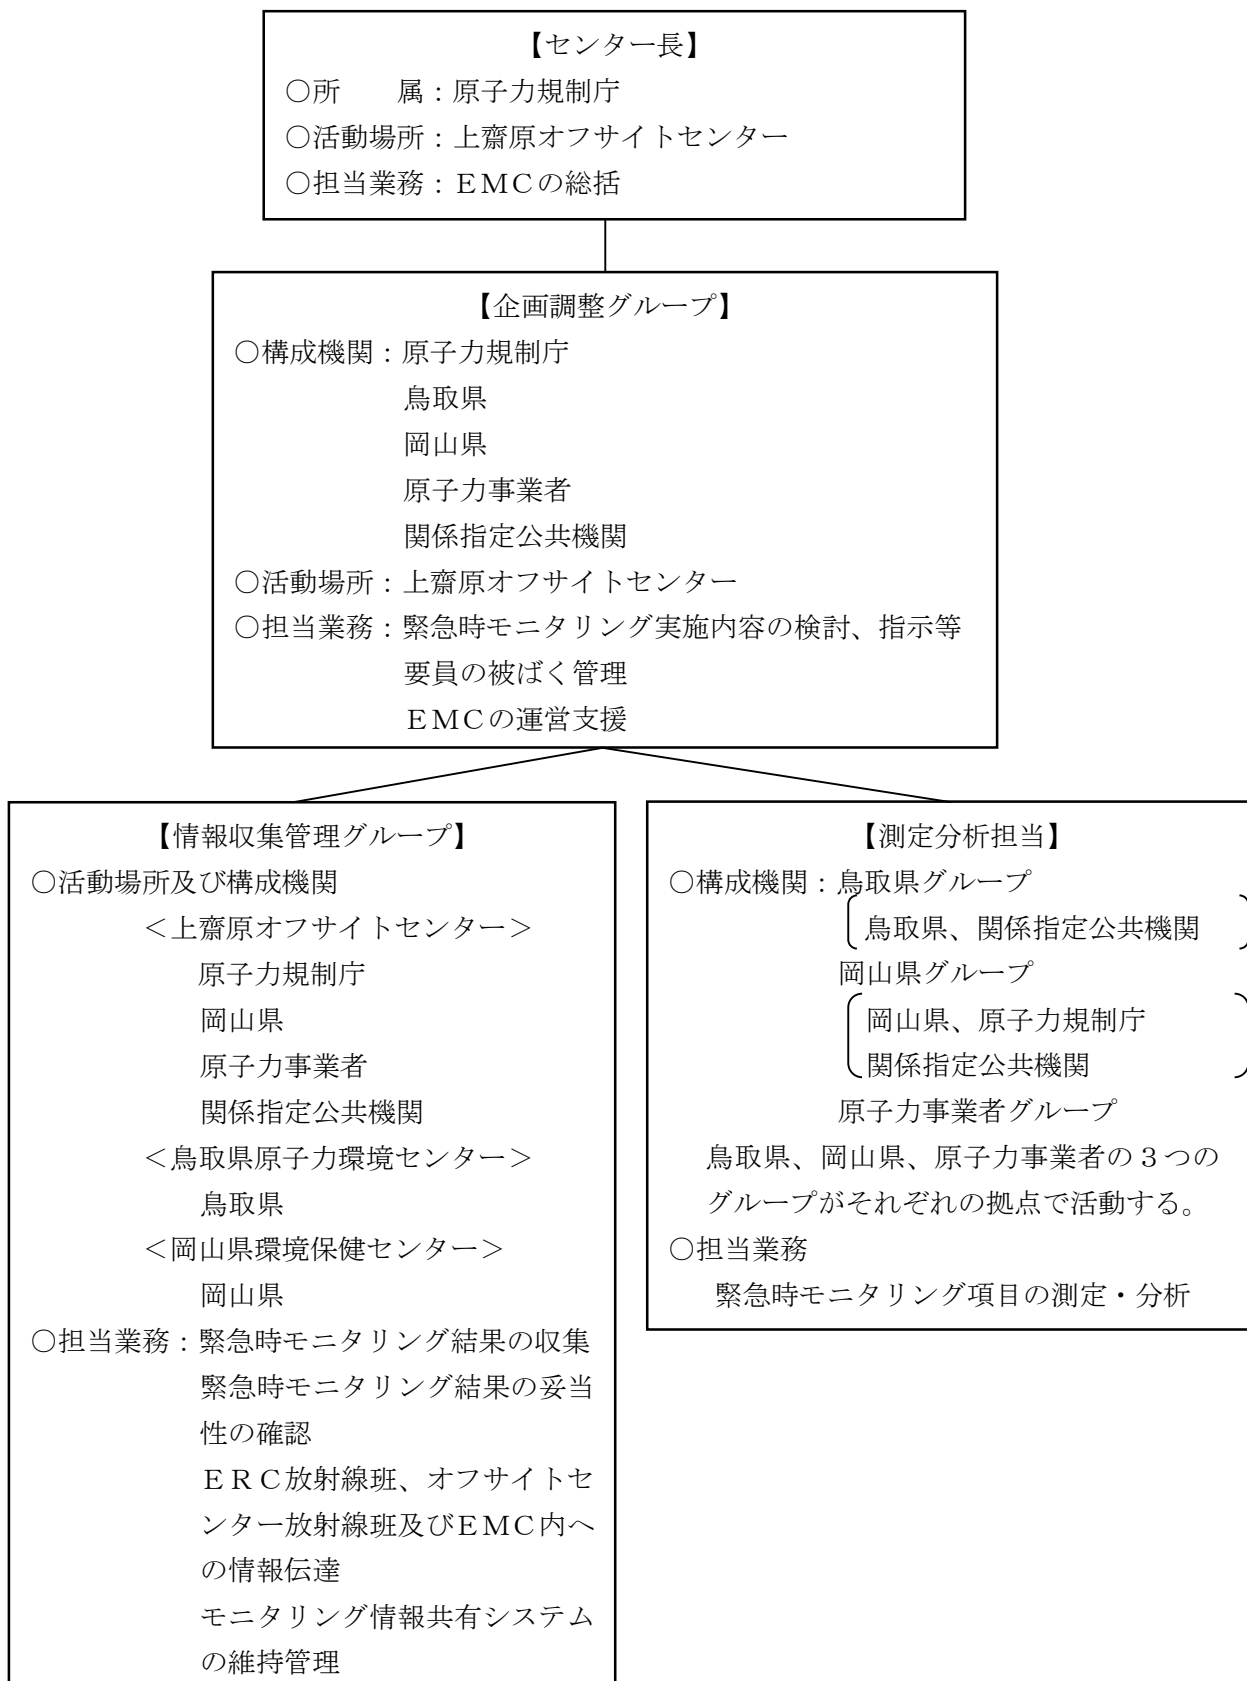 【センター長】
○所　　属：原子力規制庁
○活動場所：上齋原オフサイトセンター
○担当業務：ＥＭＣの総括
【企画調整グループ】
○構成機関：原子力規制庁
鳥取県
岡山県
原子力事業者
関係指定公共機関
○活動場所：上齋原オフサイトセンター
○担当業務：緊急時モニタリング実施内容の検討、指示等
要員の被ばく管理
ＥＭＣの運営支援
【情報収集管理グループ】
○活動場所及び構成機関
＜上齋原オフサイトセンター＞
原子力規制庁
岡山県
原子力事業者
関係指定公共機関
＜鳥取県原子力環境センター＞
鳥取県
＜岡山県環境保健センター＞
岡山県
○担当業務：緊急時モニタリング結果の収集
緊急時モニタリング結果の妥当
性の確認
ＥＲＣ放射線班、オフサイトセ
ンター放射線班及びＥＭＣ内へ
の情報伝達
モニタリング情報共有システム
の維持管理
【測定分析担当】
○構成機関：鳥取県グループ
鳥取県、関係指定公共機関
岡山県グループ
岡山県、原子力規制庁
関係指定公共機関
原子力事業者グループ
鳥取県、岡山県、原子力事業者の３つの
グループがそれぞれの拠点で活動する。
○担当業務
緊急時モニタリング項目の測定・分析